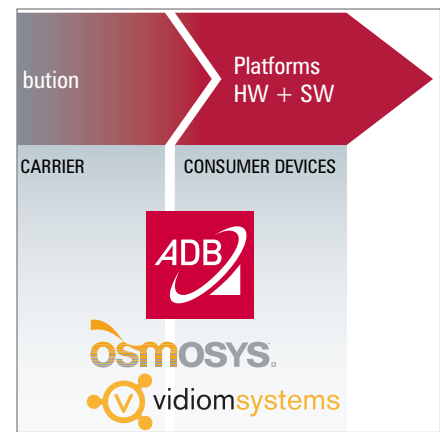 bution
Platforms
HW + SW
CARRIER
CONSUMER DEVICES
ADB
osmosys
vidiomsystems